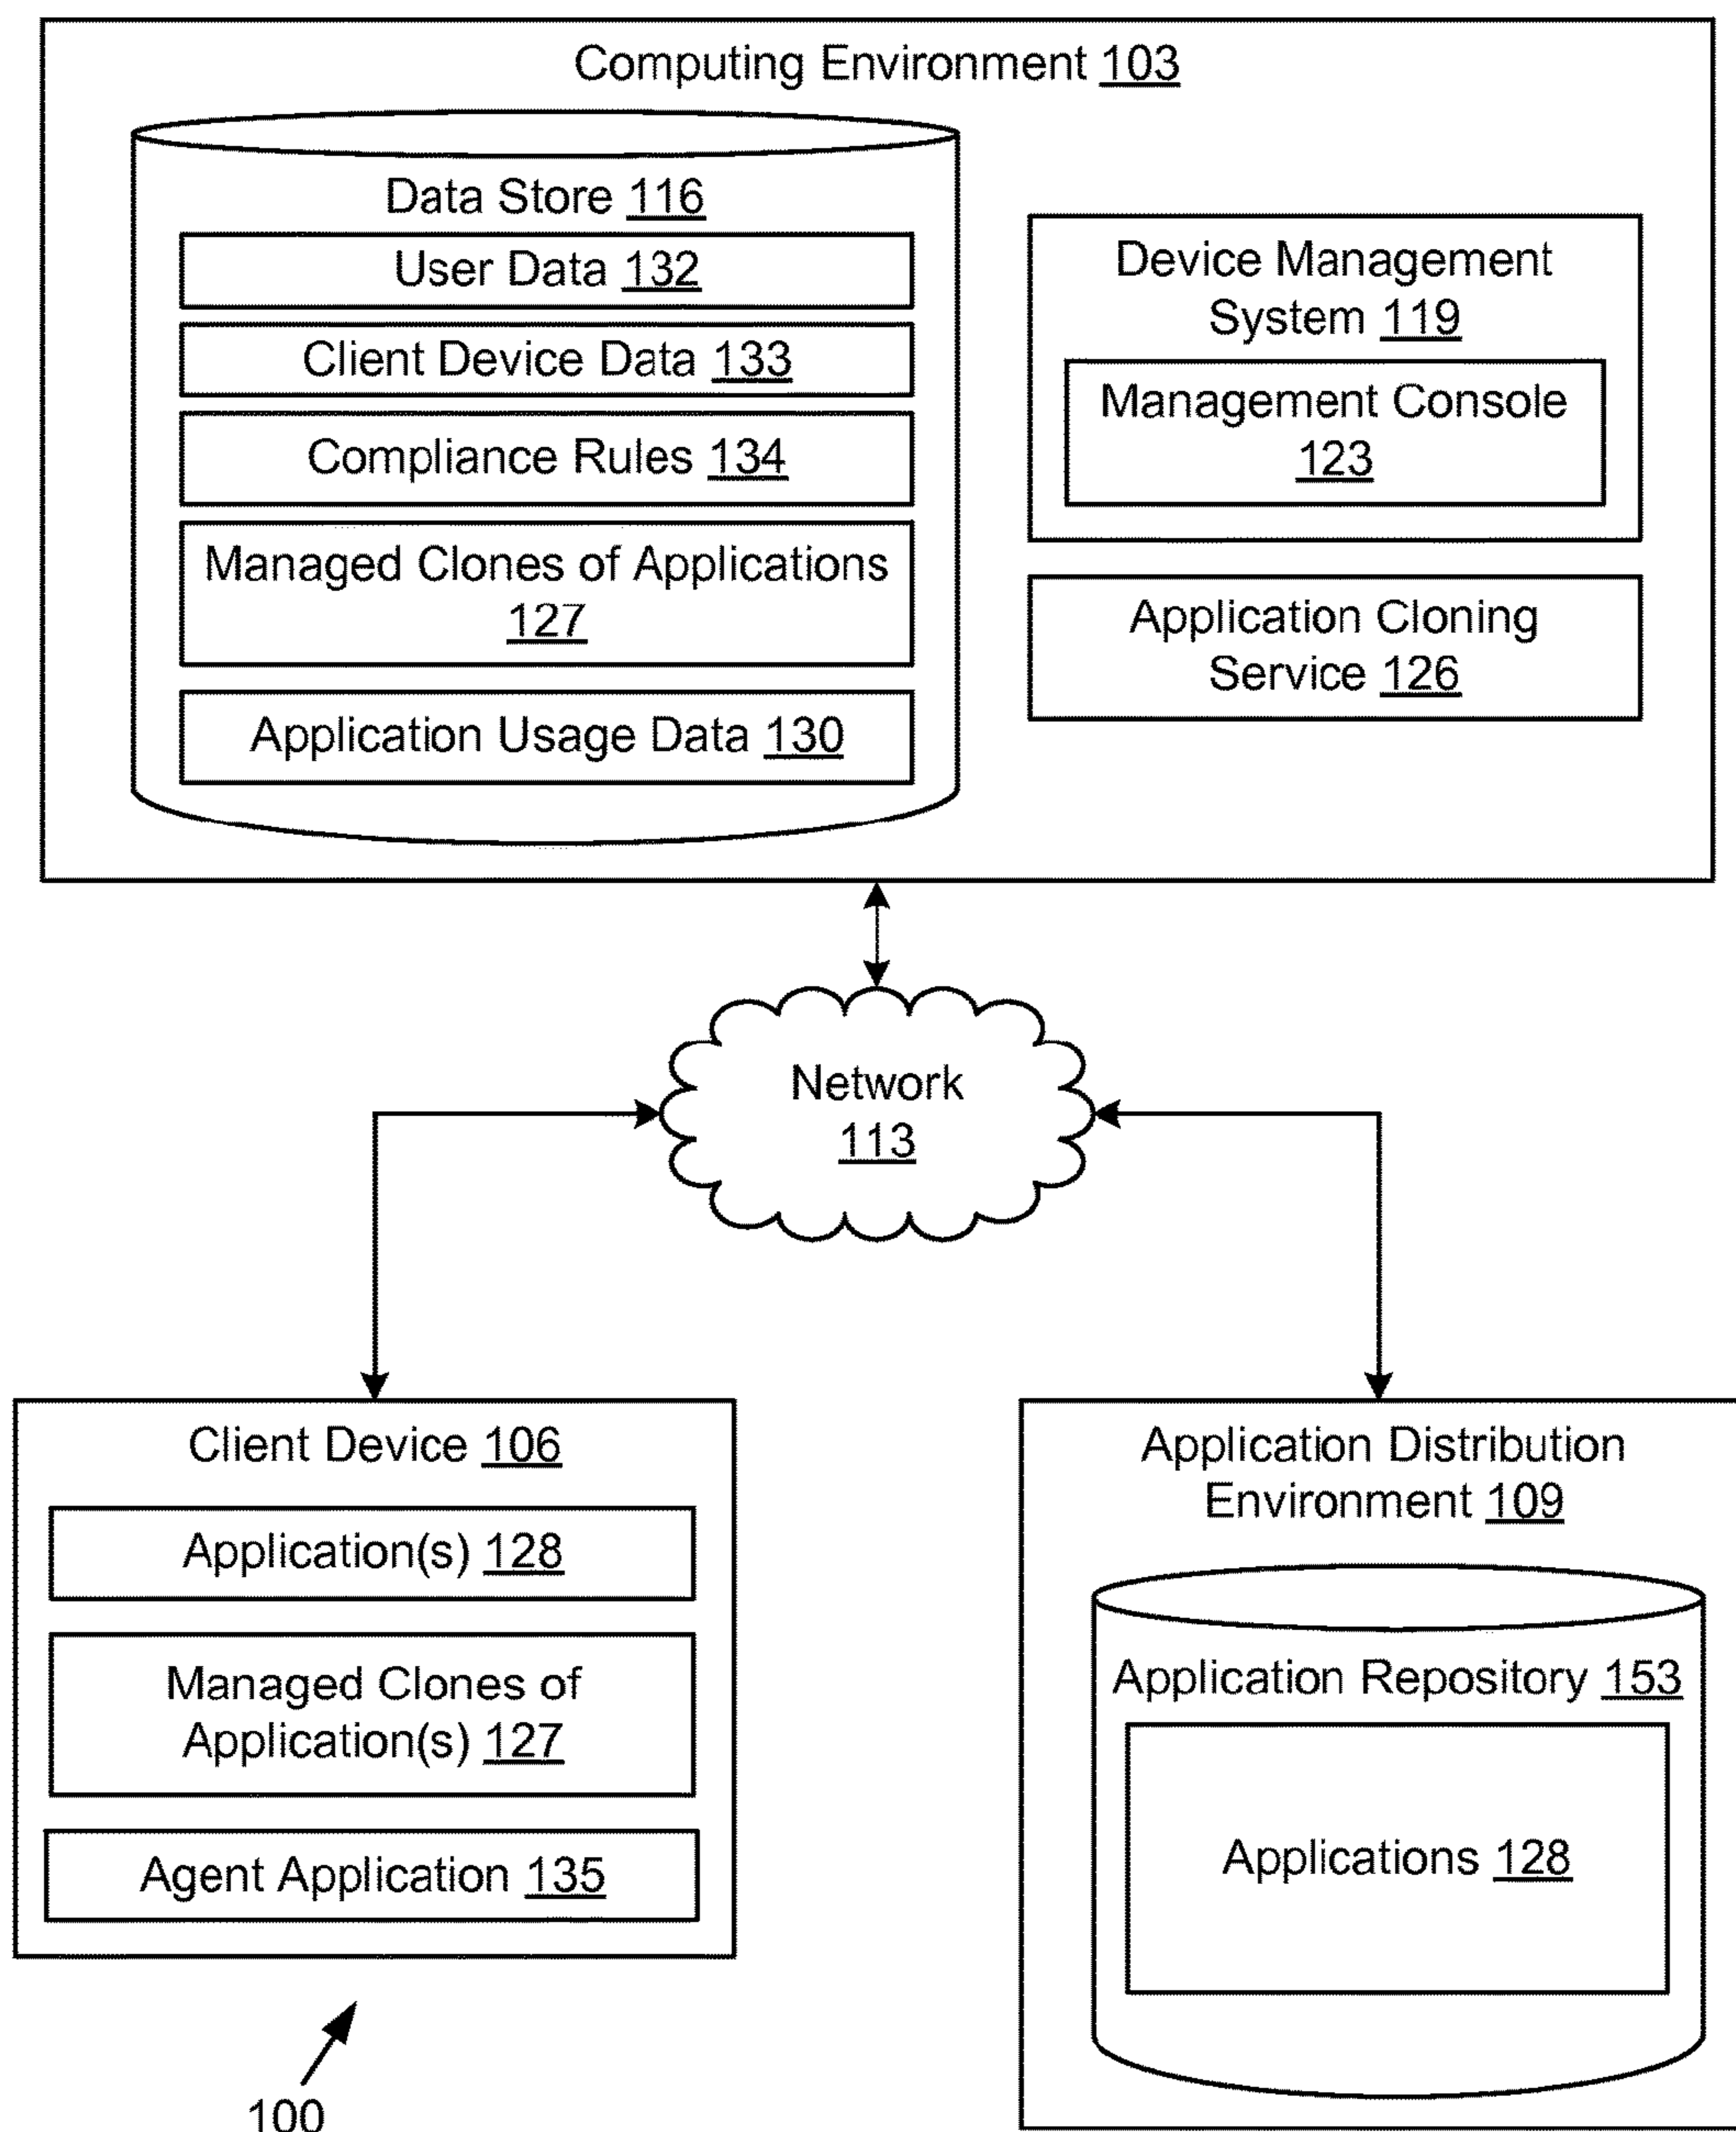 Computing Environment 103
Data Store 116
User Data 132
Client Device Data 133
Compliance Rules 134
Managed Clones of Applications
127
Application Usage Data 130
Device Management
System 119
Management Console
123
Application Cloning
Service 126
Network
113
Client Device 106
Application(s) 128
Managed Clones of
Application(s) 127
Agent Application 135
Application Distribution
Environment 109
Application Repository 153
Applications 128
100